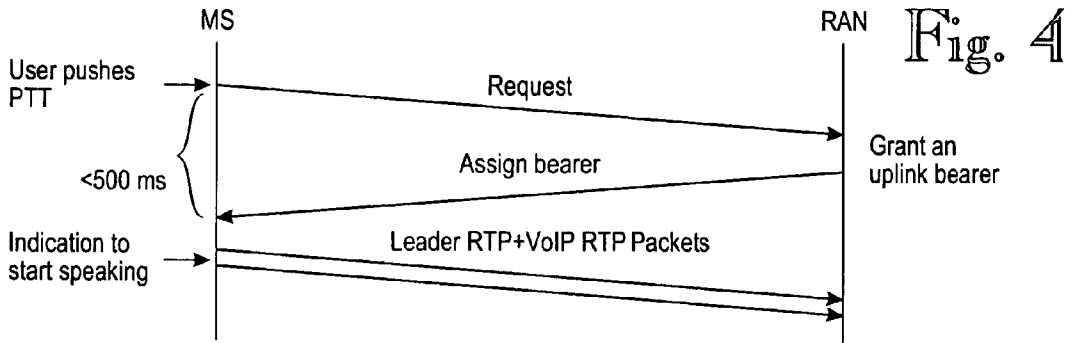 MS
RAN
Fig. 4
User pushes
PTT
Request
<500 ms
Assign bearer
Grant an
uplink bearer
Indication to
start speaking
Leader RTP+VoIP RTP Packets